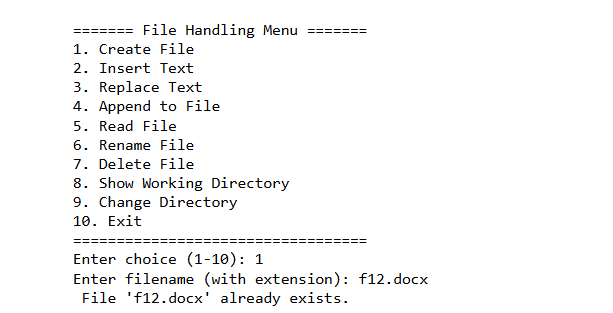 ======= File Handling Menu =======
1. Create File
2. Insert Text
3. Replace Text
4. Append to File
5. Read File
6. Rename File
7. Delete File
8. Show Working Directory
9. Change Directory
10. Exit
==================================
Enter choice (1-10): 1
Enter filename (with extension): f12.docx
 File 'f12.docx' already exists.